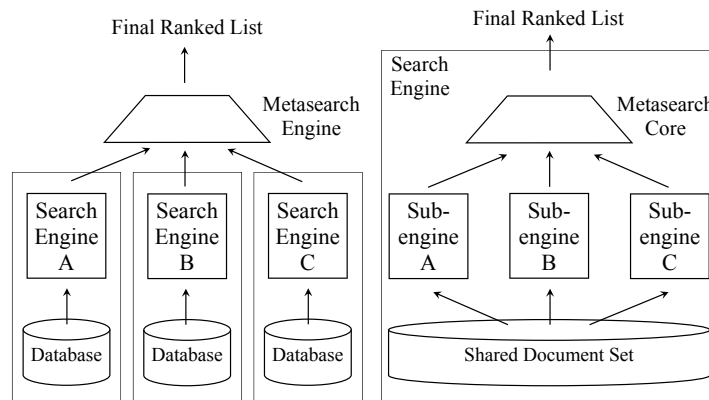 Final Ranked List
Metasearch
Engine
Search
Engine
A
Search
Engine
B
Search
Engine
C
Database
Database
Database
Final Ranked List
Search
Engine
Metasearch
Core
Sub-
engine
A
Sub-
engine
B
Sub-
engine
C
Shared Document Set